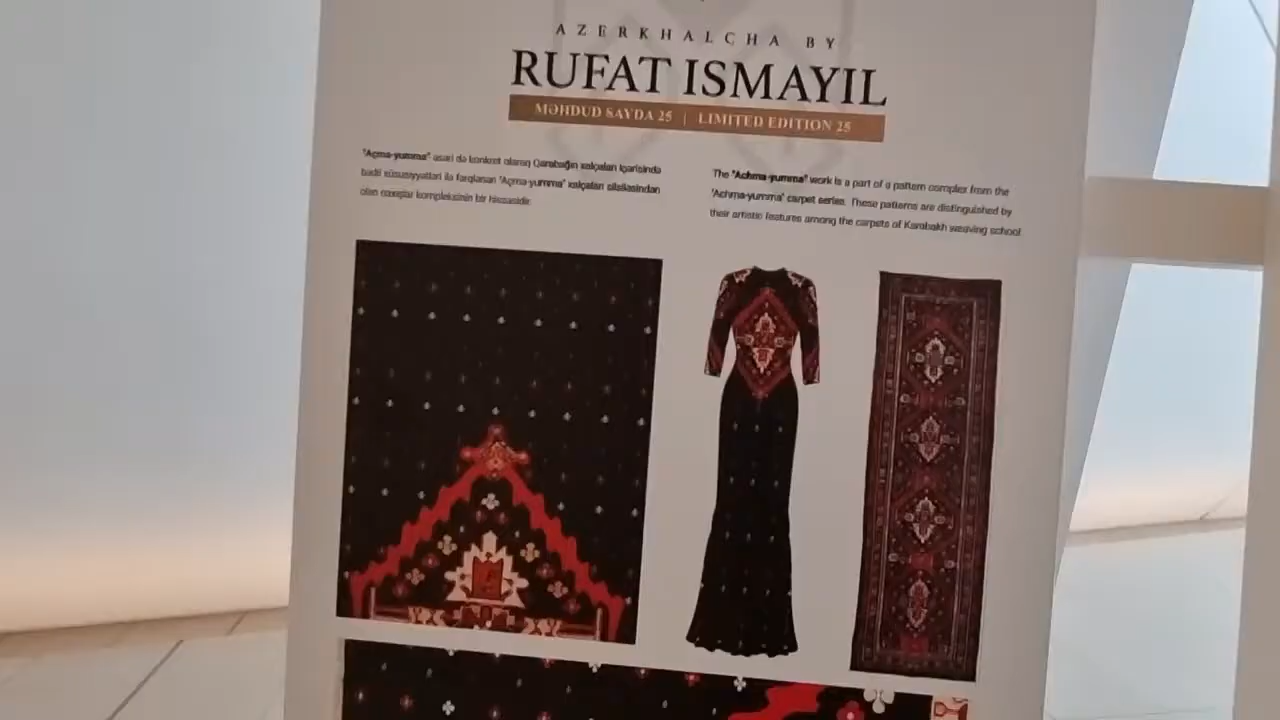 AZERKHALCHA BY
RUFAT ISMAYIL
MƏHDUD SAYDA 25 | LIMITED EDITION 25
"Açma-yumma" əsəri də konkret olaraq Qarabağın xalçaları içərisində
bədii xüsusiyyətləri ilə fərqlənən "Açma-yumma" xalçaları silsiləsindən
olan naxışlar kompleksinin bir hissəsidir.
The "Achma-yumma" work is a part of a pattern complex from the
"Achma-yumma" carpet series. These patterns are distinguished by
their artistic features among the carpets of Karabakh weaving school